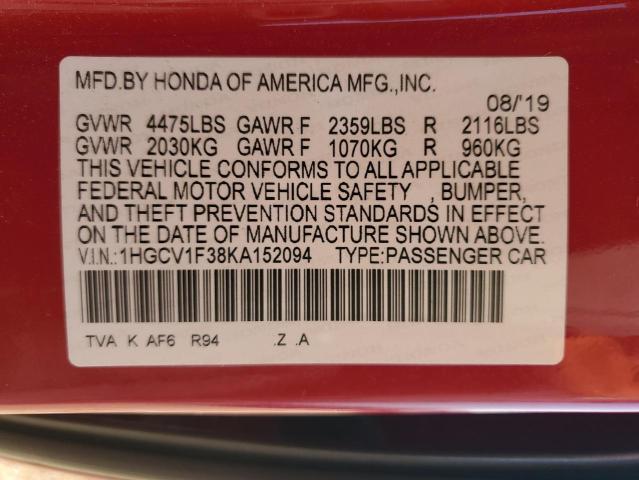 MFD.BY HONDA OF AMERICA MFG.,INC.
08/'19
GVWR 4475LBS GAWR F 2359LBS R 2116LBS
GVWR 2030KG GAWR F 1070KG R 960KG
THIS VEHICLE CONFORMS TO ALL APPLICABLE
FEDERAL MOTOR VEHICLE SAFETY , BUMPER,
AND THEFT PREVENTION STANDARDS IN EFFECT
ON THE DATE OF MANUFACTURE SHOWN ABOVE.
V.I.N.:1HGCV1F38KA152094 TYPE:PASSENGER CAR
TVA K AF6 R94 .Z .A